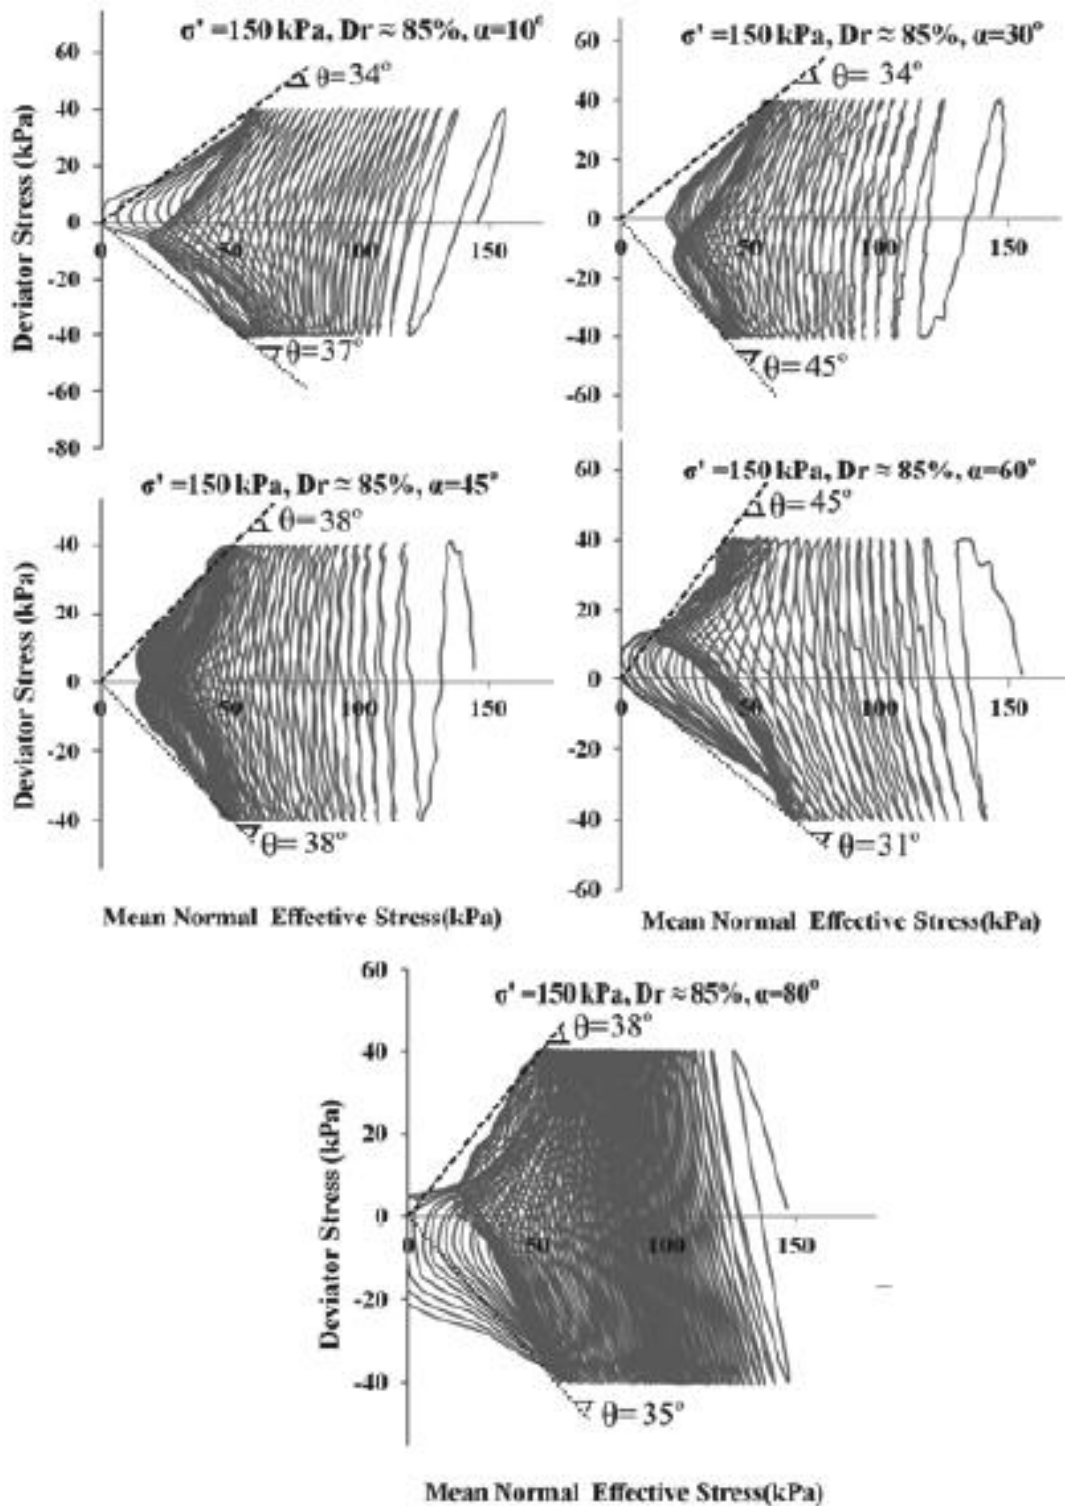 σ' =150 kPa, Dr ≈ 85%, α=10°
θ=34°
Deviator Stress (kPa)
60
40
20
0
-20
-40
-60
-80
0
50
100
150
θ=37°
σ' =150 kPa, Dr ≈ 85%, α=30°
θ= 34°
60
40
20
0
-20
-40
-60
0
50
100
150
θ=45°
σ' =150 kPa, Dr ≈ 85%, α=45°
θ=38°
Deviator Stress (kPa)
40
20
0
-20
-40
0
50
100
150
θ=38°
Mean Normal Effective Stress(kPa)
σ' =150 kPa, Dr ≈ 85%, α=60°
θ=45°
60
40
20
0
-20
-40
-60
0
50
100
150
θ=31°
Mean Normal Effective Stress(kPa)
σ' =150 kPa, Dr ≈ 85%, α=80°
θ=38°
Deviator Stress (kPa)
60
40
20
0
-20
-40
0
50
100
150
θ=35°
Mean Normal Effective Stress(kPa)